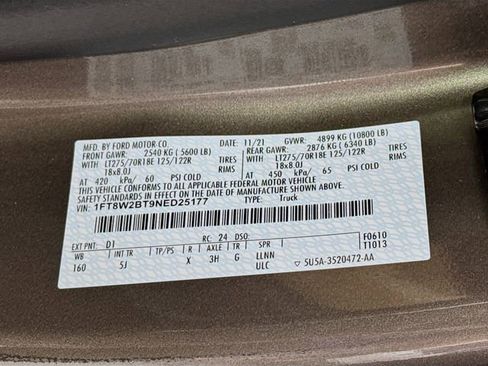 MFD. BY FORD MOTOR CO. 11/21 GVWR: 4899 KG (10800 LB)
FRONT GAWR: 2540 KG (5600 LB) REAR GAWR: 2876 KG (6340 LB)
WITH LT275/70R18E 125/122R TIRES WITH LT275/70R18E 125/122R TIRES
18x8.0J RIMS 18x8.0J RIMS
AT 420 kPa/ 60 PSI COLD AT 450 kPa/ 65 PSI COLD
THIS VEHICLE CONFORMS TO ALL APPLICABLE FEDERAL MOTOR VEHICLE
SAFETY STANDARDS IN EFFECT ON THE DATE OF MANUFACTURE SHOWN ABOVE.
VIN: 1FT8W2BT9NED25177 TYPE: Truck
EXT PNT: D1 RC: 24 DSO: F0610
WB INT TR TP/PS R AXLE TR SPR T1013
160 5J X 3H G LLNN
ULC 5U5A-3520472-AA